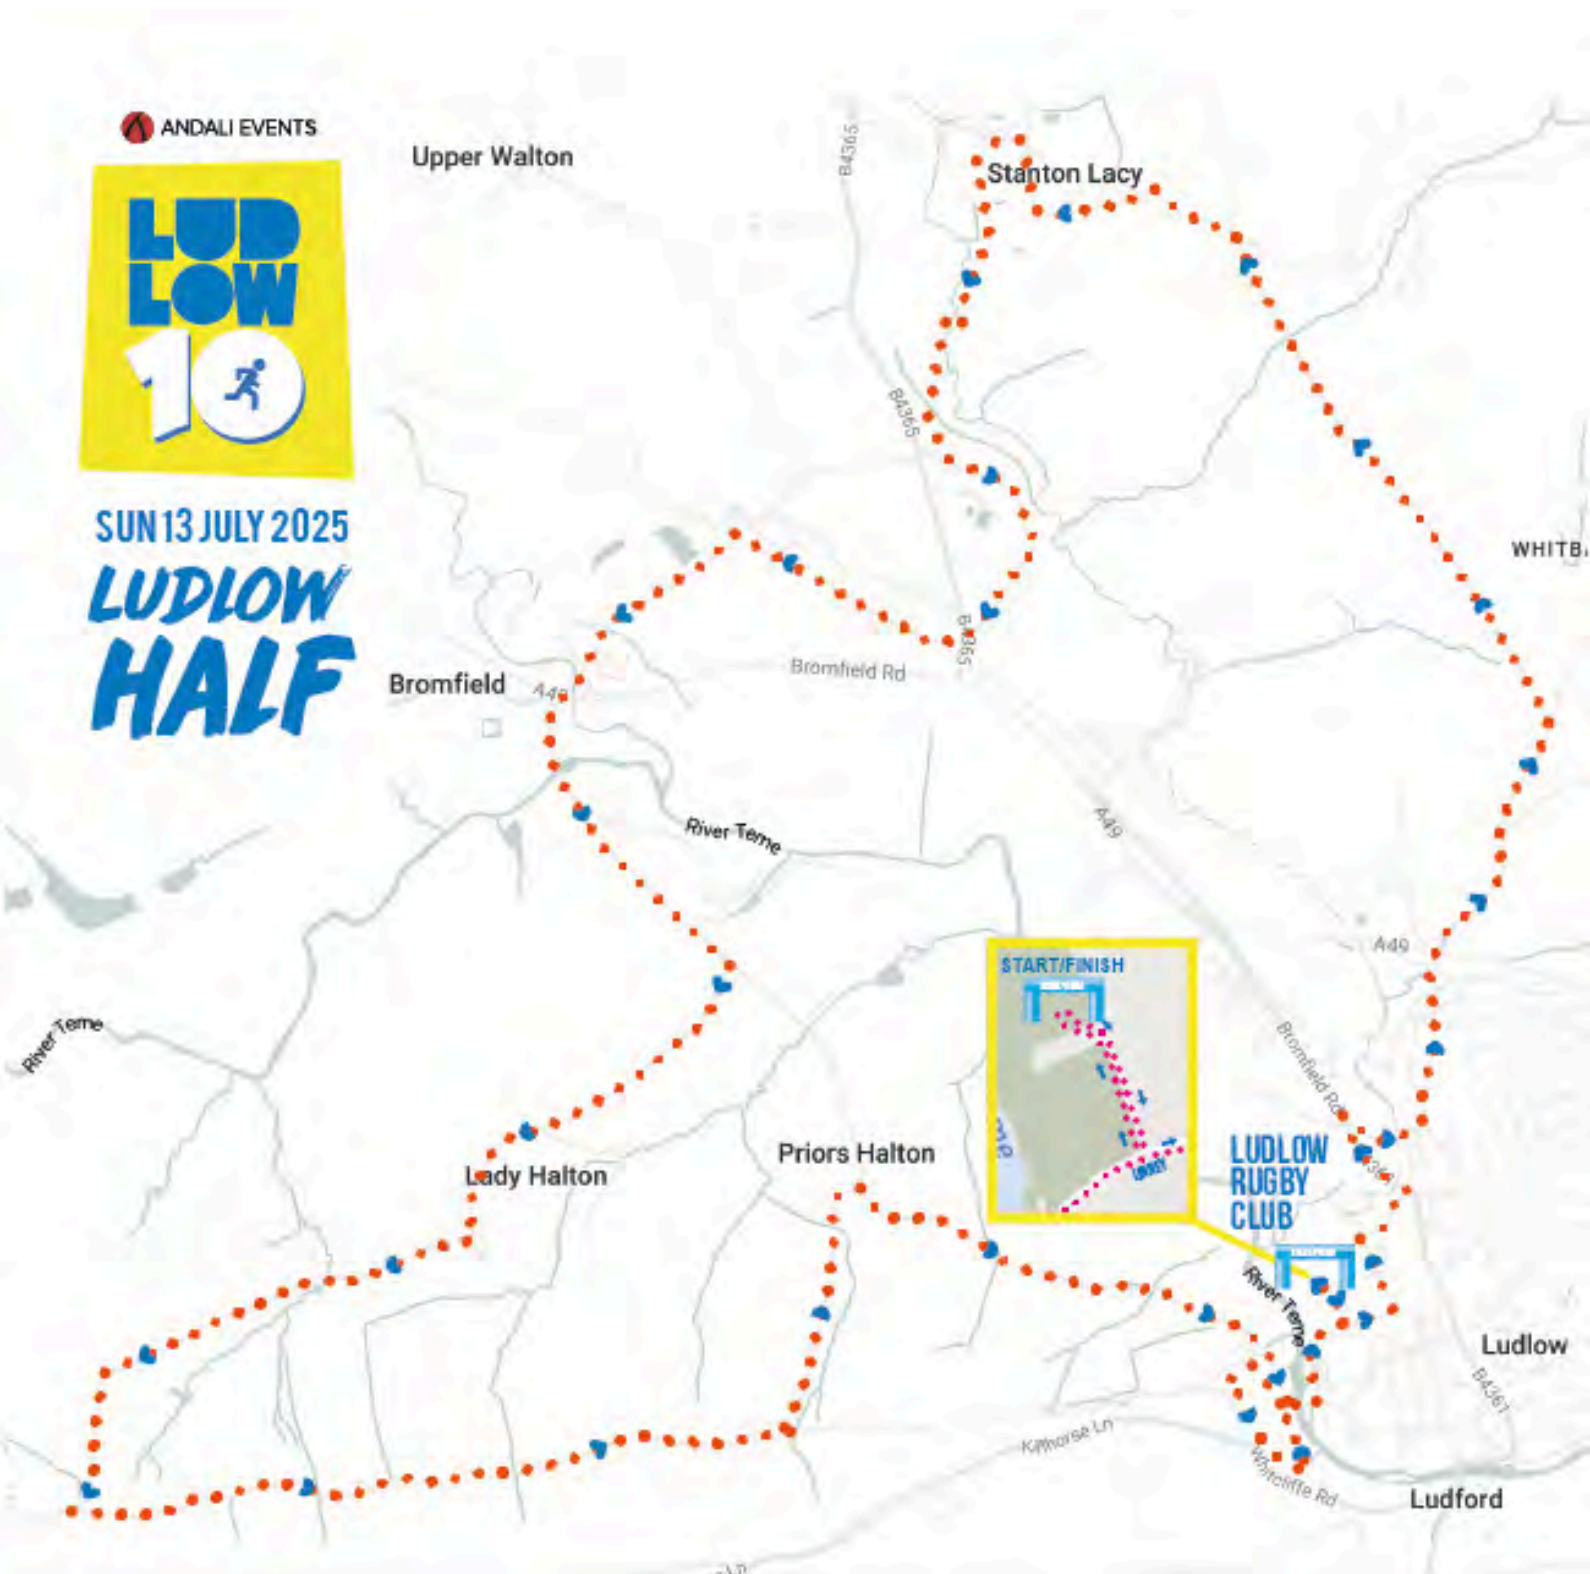 ANDALI EVENTS
LUD
LOW
10
SUN 13 JULY 2025
LUDLOW
HALF
Upper Walton
B4365
Stanton Lacy
B4365
B4365
Bromfield
A49
Bromfield Rd
River Teme
A49
A49
River Teme
START/FINISH
LINNEY
Bromfield Rd
LUDLOW
RUGBY
CLUB
River Teme
Lady Halton
Priors Halton
Ludlow
B4361
Killhorse Ln
Whitcliffe Rd
Ludford